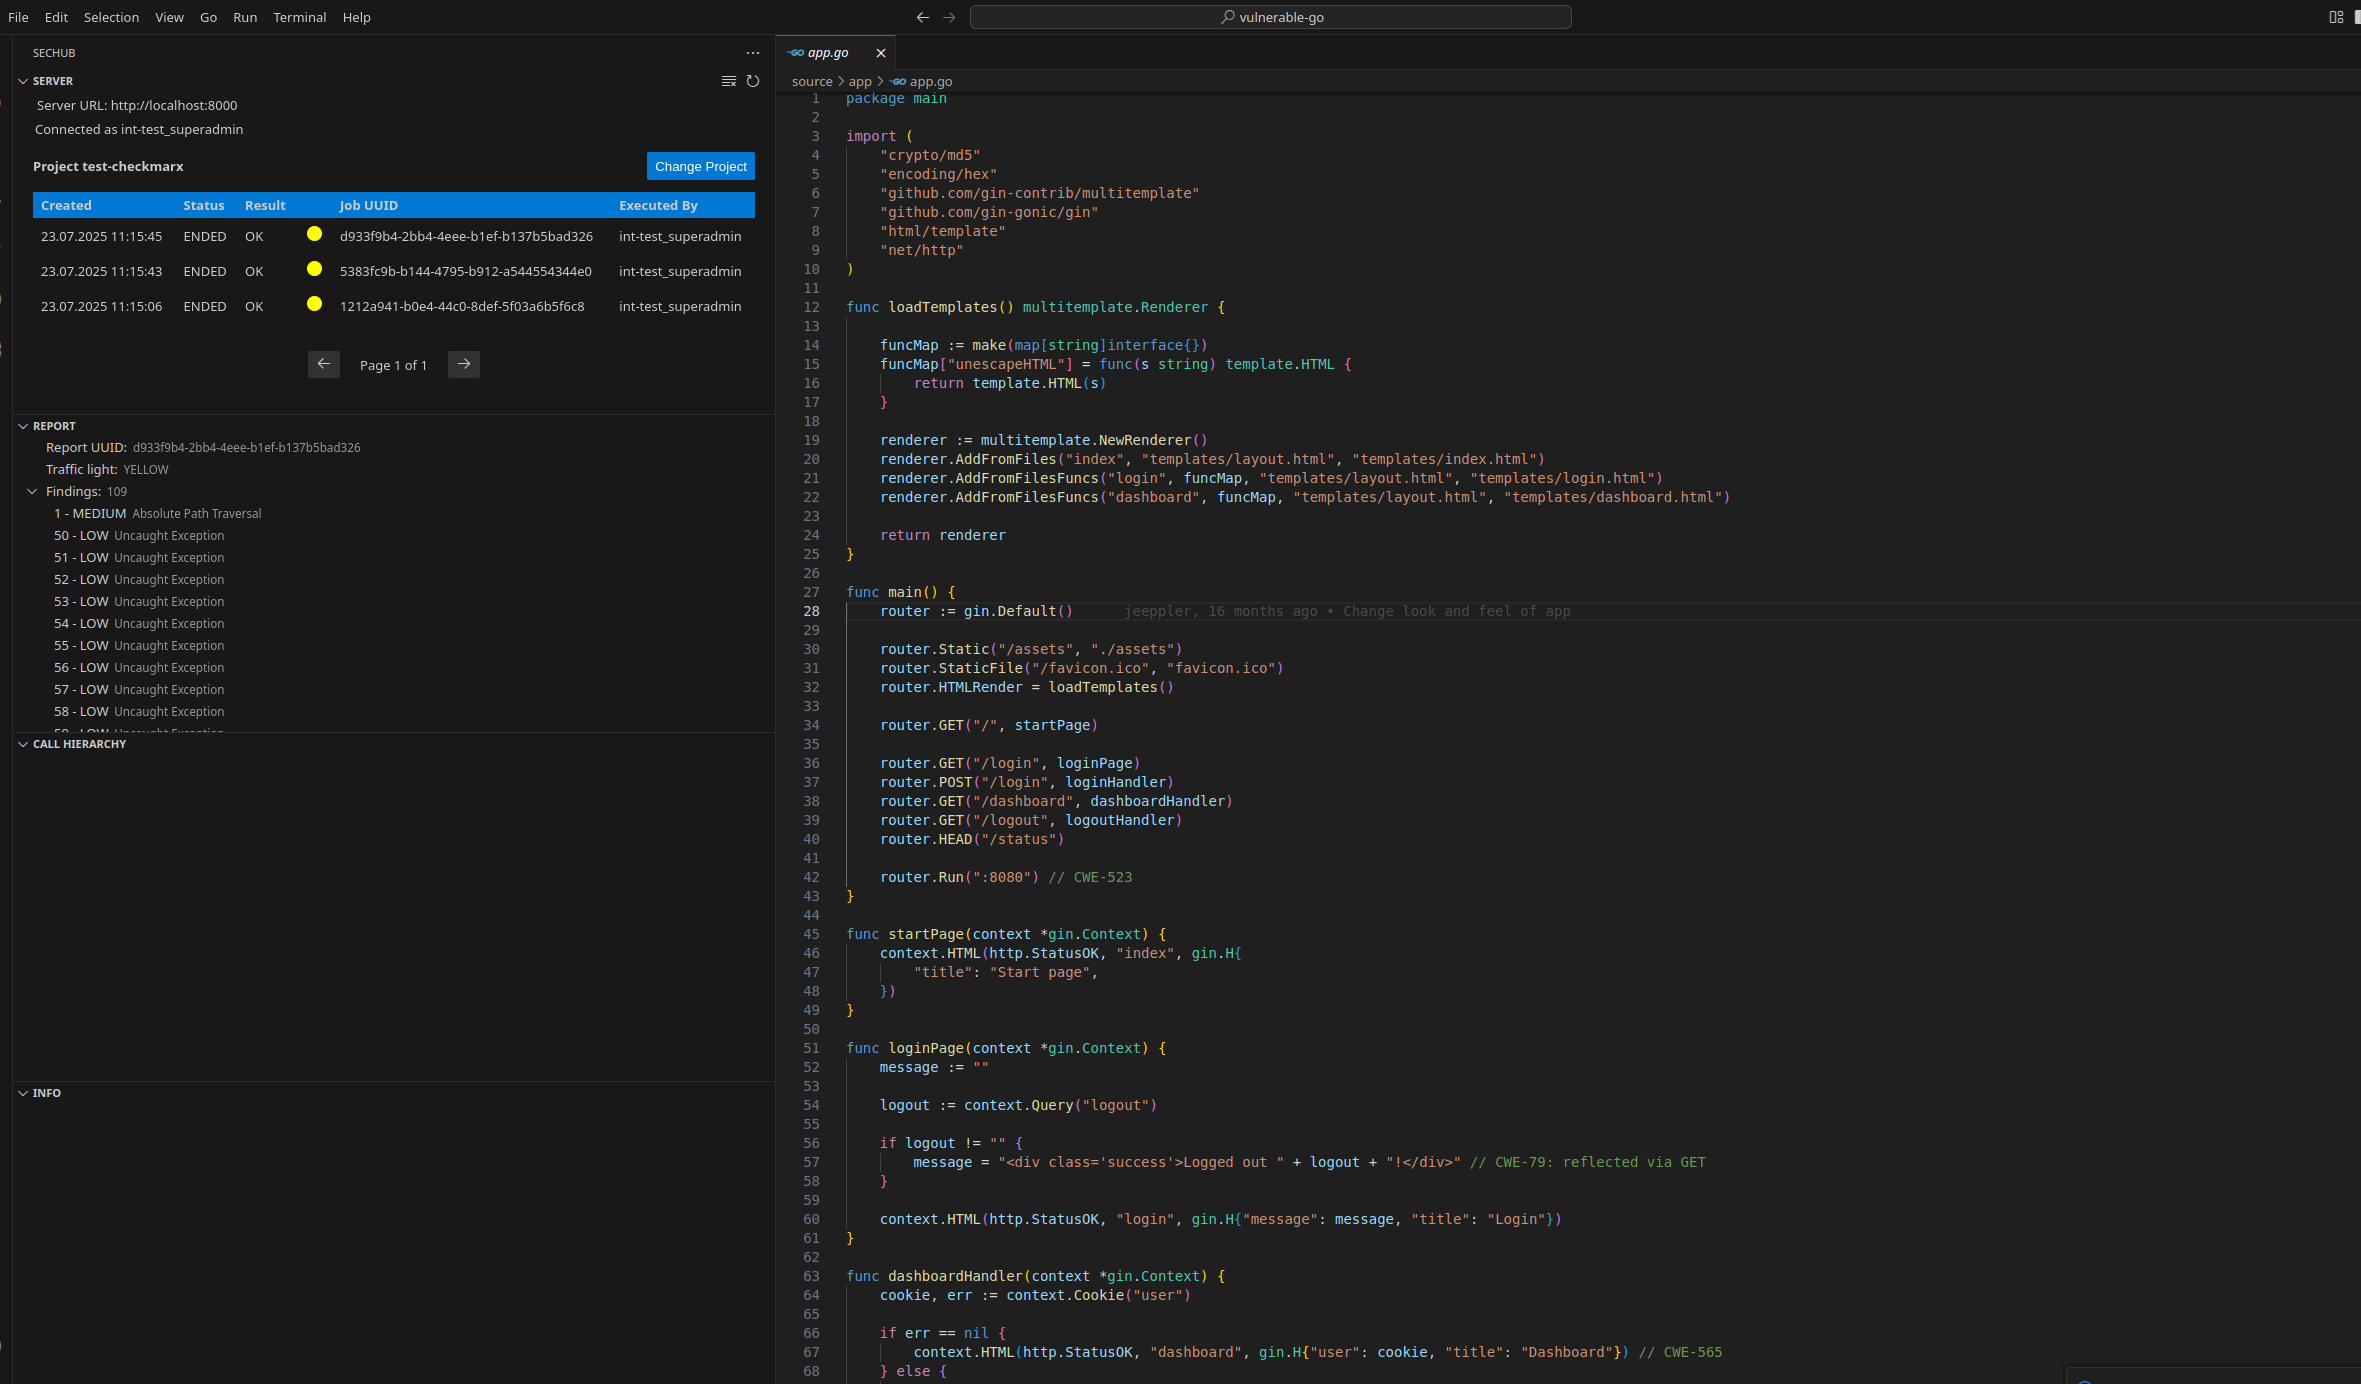 File Edit Selection View Go Run Terminal Help
vulnerable-go
SECHUB
SERVER
Server URL: http://localhost:8000
Connected as int-test_superadmin
Project test-checkmarx
Change Project
Created Status Result Job UUID Executed By
23.07.2025 11:15:45 ENDED OK d933f9b4-2bb4-4eee-b1ef-b137b5bad326 int-test_superadmin
23.07.2025 11:15:43 ENDED OK 5383fc9b-b144-4795-b912-a544554344e0 int-test_superadmin
23.07.2025 11:15:06 ENDED OK 1212a941-b0e4-44c0-8def-5f03a6b5f6c8 int-test_superadmin
Page 1 of 1
REPORT
Report UUID: d933f9b4-2bb4-4eee-b1ef-b137b5bad326
Traffic light: YELLOW
Findings: 109
1 - MEDIUM Absolute Path Traversal
50 - LOW Uncaught Exception
51 - LOW Uncaught Exception
52 - LOW Uncaught Exception
53 - LOW Uncaught Exception
54 - LOW Uncaught Exception
55 - LOW Uncaught Exception
56 - LOW Uncaught Exception
57 - LOW Uncaught Exception
58 - LOW Uncaught Exception
59 - LOW Uncaught Exception
CALL HIERARCHY
INFO
GO app.go
source > app > GO app.go
1 package main
2
3 import (
4 "crypto/md5"
5 "encoding/hex"
6 "github.com/gin-contrib/multitemplate"
7 "github.com/gin-gonic/gin"
8 "html/template"
9 "net/http"
10 )
11
12 func loadTemplates() multitemplate.Renderer {
13
14 funcMap := make(map[string]interface{})
15 funcMap["unescapeHTML"] = func(s string) template.HTML {
16 return template.HTML(s)
17 }
18
19 renderer := multitemplate.NewRenderer()
20 renderer.AddFromFiles("index", "templates/layout.html", "templates/index.html")
21 renderer.AddFromFilesFuncs("login", funcMap, "templates/layout.html", "templates/login.html")
22 renderer.AddFromFilesFuncs("dashboard", funcMap, "templates/layout.html", "templates/dashboard.html")
23
24 return renderer
25 }
26
27 func main() {
28 router := gin.Default() jeeppler, 16 months ago • Change look and feel of app
29
30 router.Static("/assets", "./assets")
31 router.StaticFile("/favicon.ico", "favicon.ico")
32 router.HTMLRender = loadTemplates()
33
34 router.GET("/", startPage)
35
36 router.GET("/login", loginPage)
37 router.POST("/login", loginHandler)
38 router.GET("/dashboard", dashboardHandler)
39 router.GET("/logout", logoutHandler)
40 router.HEAD("/status")
41
42 router.Run(":8080") // CWE-523
43 }
44
45 func startPage(context *gin.Context) {
46 context.HTML(http.StatusOK, "index", gin.H{
47 "title": "Start page",
48 })
49 }
50
51 func loginPage(context *gin.Context) {
52 message := ""
53
54 logout := context.Query("logout")
55
56 if logout != "" {
57 message = "<div class='success'>Logged out " + logout + "!</div>" // CWE-79: reflected via GET
58 }
59
60 context.HTML(http.StatusOK, "login", gin.H{"message": message, "title": "Login"})
61 }
62
63 func dashboardHandler(context *gin.Context) {
64 cookie, err := context.Cookie("user")
65
66 if err == nil {
67 context.HTML(http.StatusOK, "dashboard", gin.H{"user": cookie, "title": "Dashboard"}) // CWE-565
68 } else {